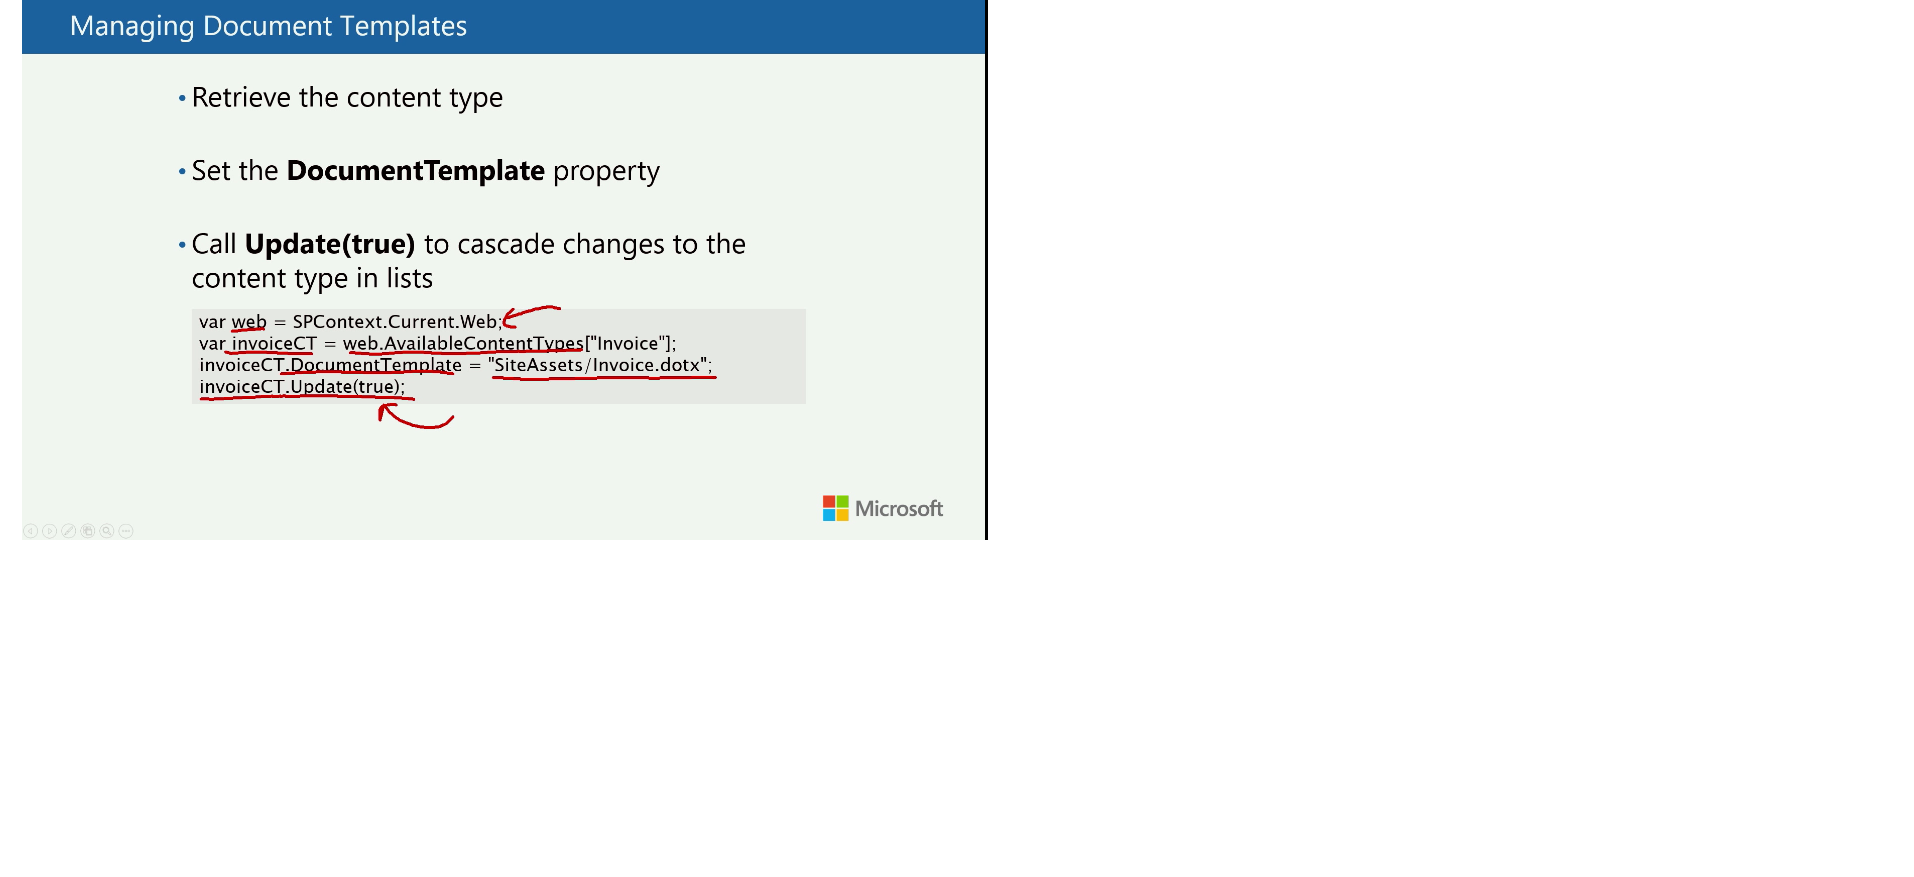 Managing Document Templates
• Retrieve the content type
• Set the DocumentTemplate property
• Call Update(true) to cascade changes to the
content type in lists
var web = SPContext.Current.Web;
var invoiceCT = web.AvailableContentTypes["Invoice"];
invoiceCT.DocumentTemplate = "SiteAssets/Invoice.dotx";
invoiceCT.Update(true);
Microsoft